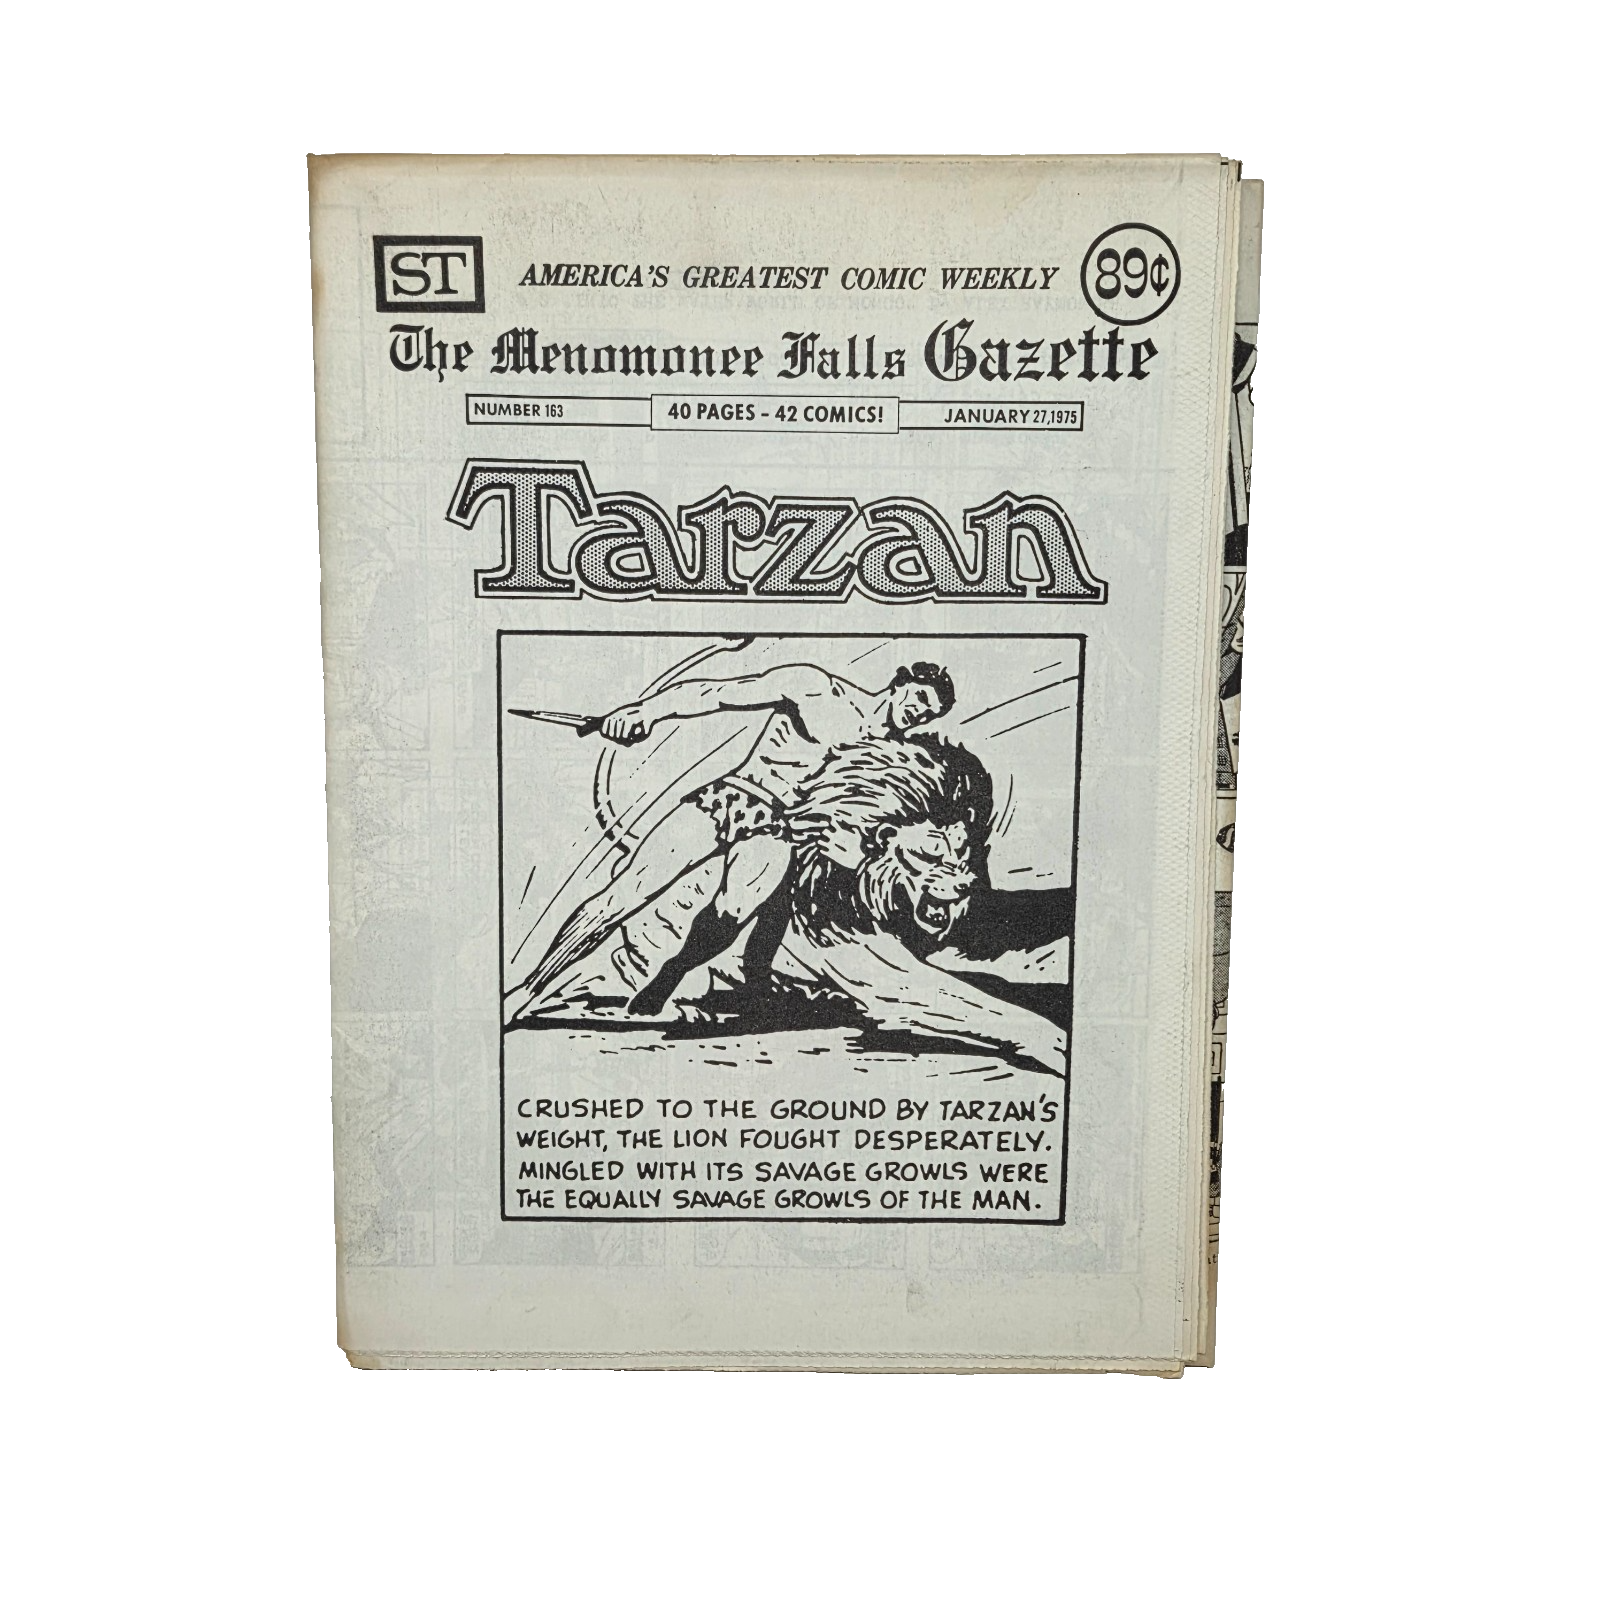 ST
AMERICA'S GREATEST COMIC WEEKLY
89¢
The Menomonee Falls Gazette
NUMBER 163
40 PAGES - 42 COMICS!
JANUARY 27, 1975
Tarzan
CRUSHED TO THE GROUND BY TARZAN'S
WEIGHT, THE LION FOUGHT DESPERATELY.
MINGLED WITH ITS SAVAGE GROWLS WERE
THE EQUALLY SAVAGE GROWLS OF THE MAN.